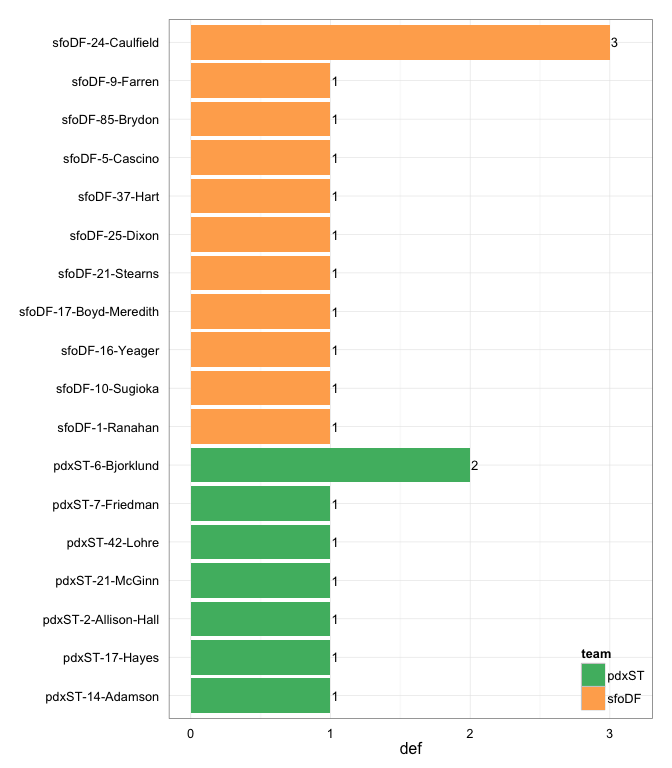 sfoDF-24-Caulfield 3
sfoDF-9-Farren 1
sfoDF-85-Brydon 1
sfoDF-5-Cascino 1
sfoDF-37-Hart 1
sfoDF-25-Dixon 1
sfoDF-21-Stearns 1
sfoDF-17-Boyd-Meredith 1
sfoDF-16-Yeager 1
sfoDF-10-Sugioka 1
sfoDF-1-Ranahan 1
pdxST-6-Bjorklund 2
pdxST-7-Friedman 1
pdxST-42-Lohre 1
pdxST-21-McGinn 1
pdxST-2-Allison-Hall 1
pdxST-17-Hayes 1
pdxST-14-Adamson 1
team
pdxST
sfoDF
0 1 2 3
def